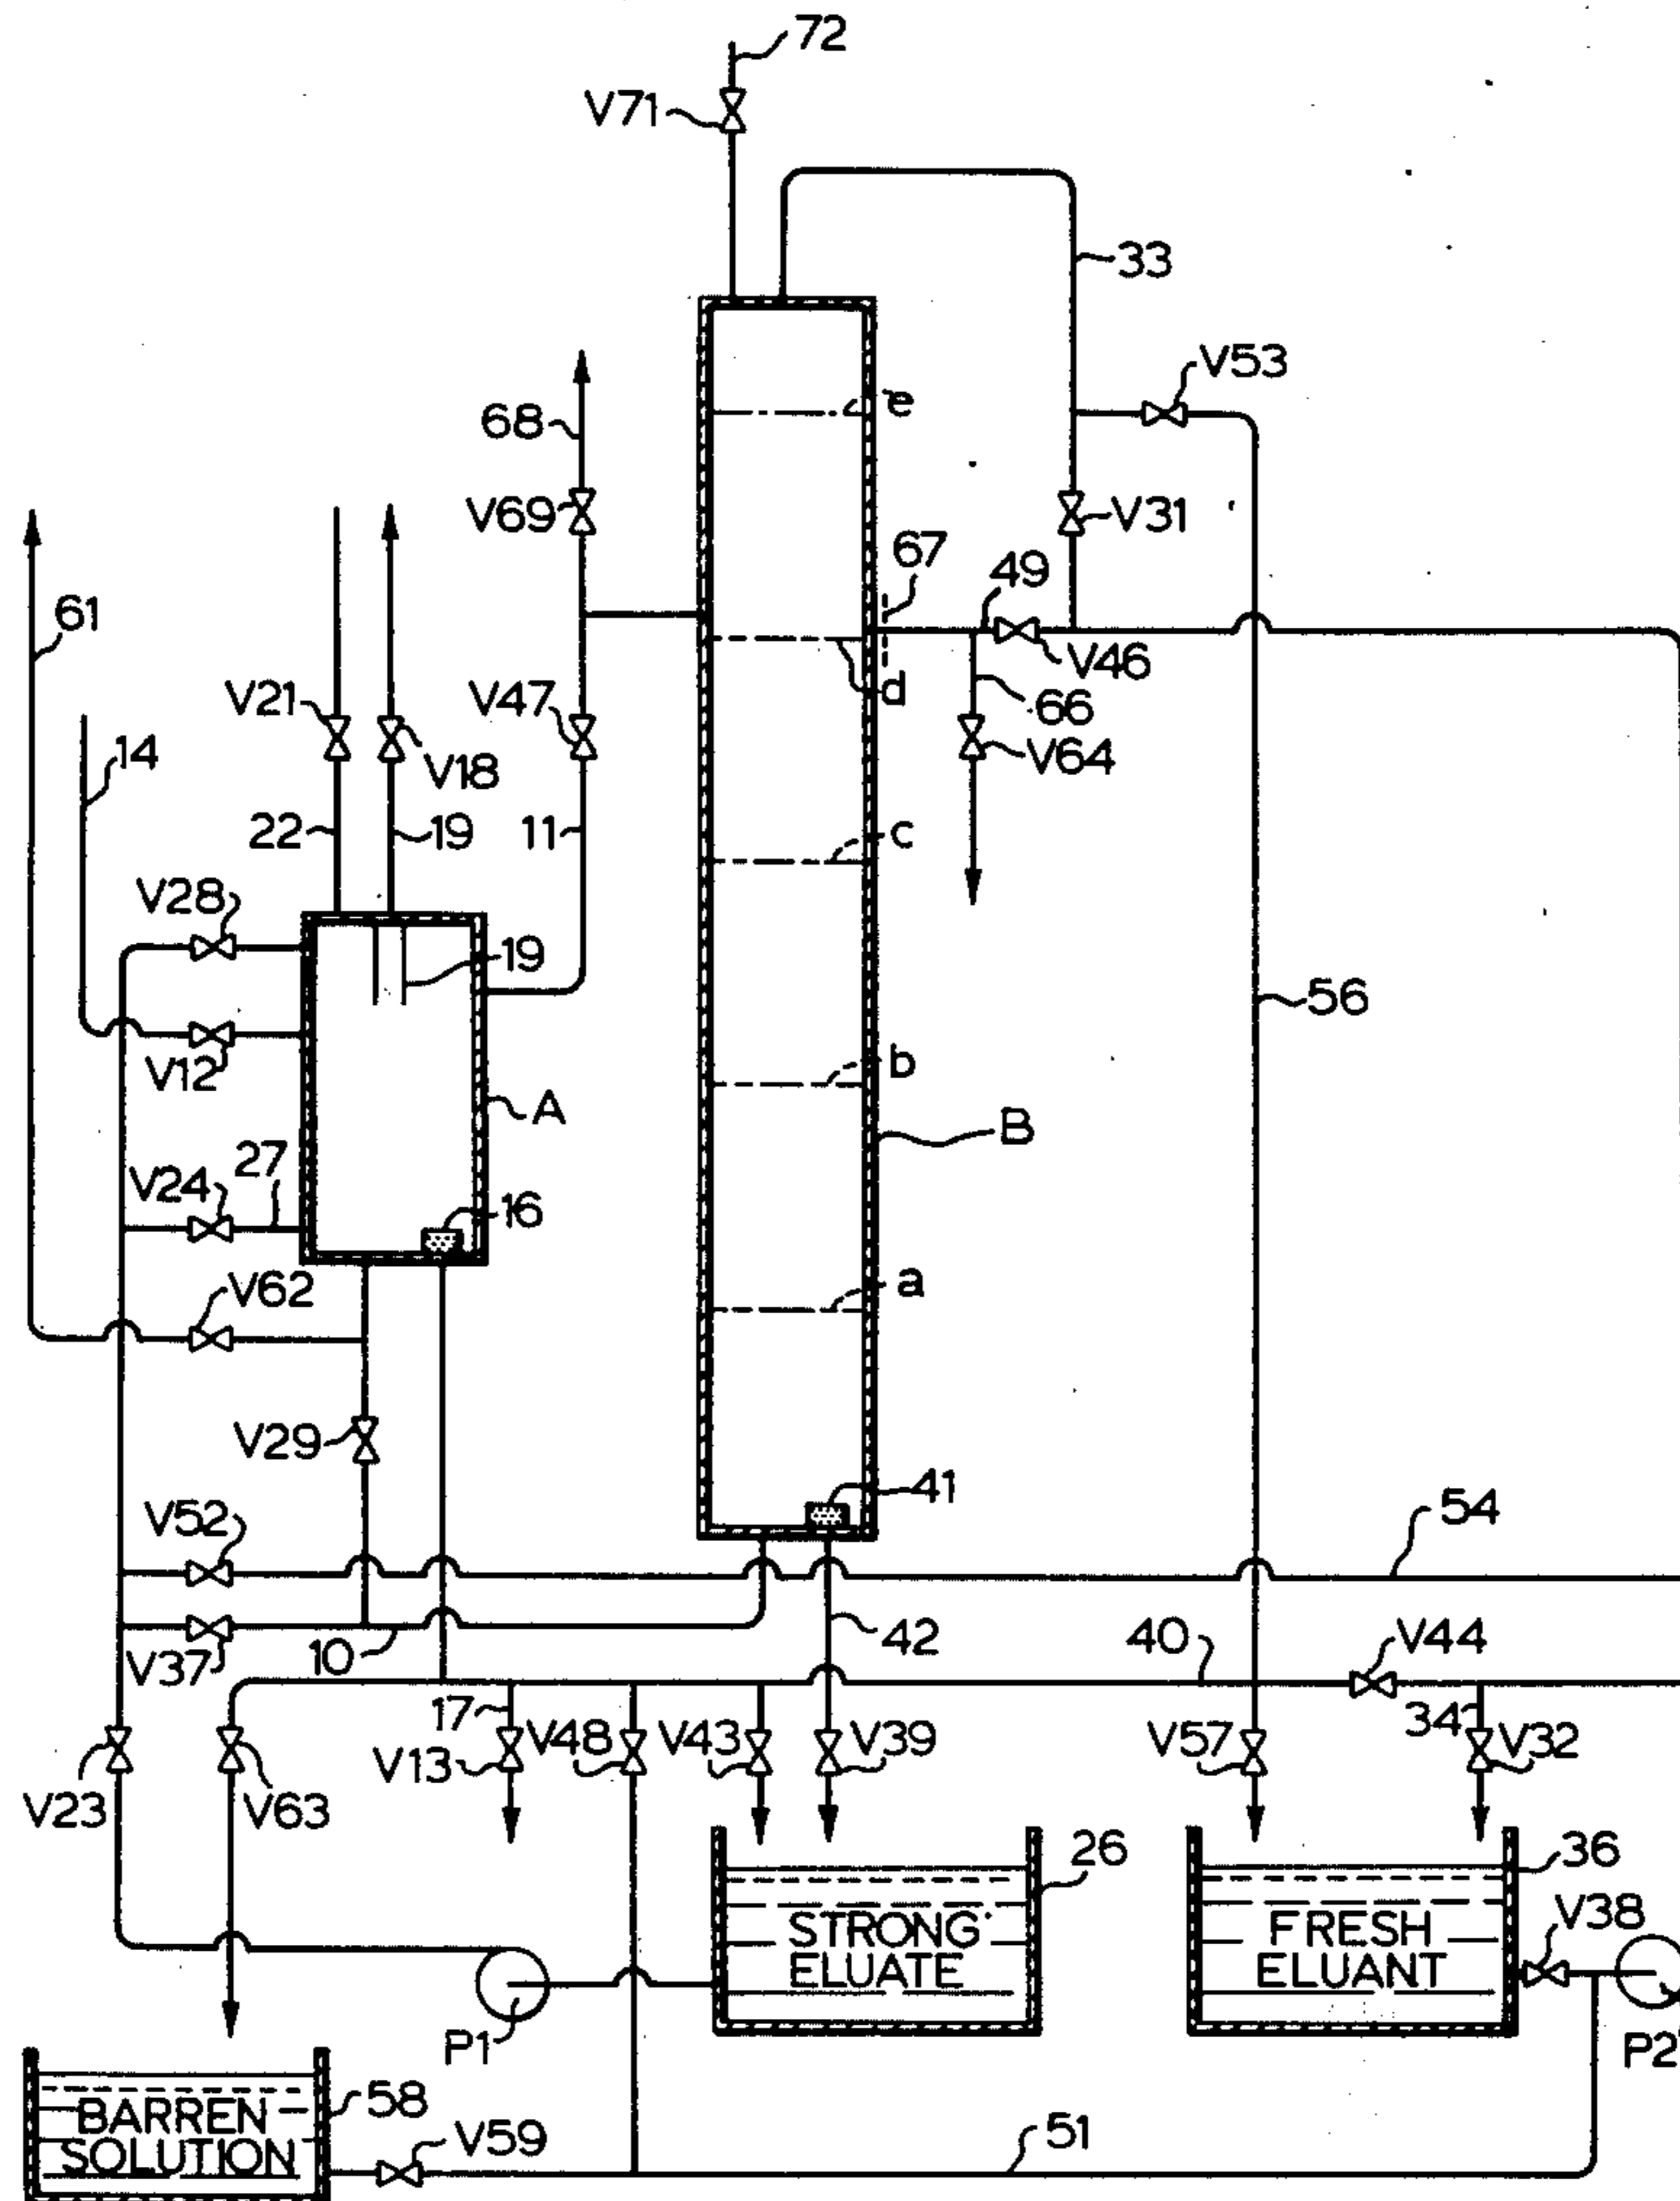 72
V71
33
V53
e
68
V69
V31
67
49
61
V46
d
V21
V47
66
14
V18
V64
22
19
11
c
V28
19
56
V12
b
A
B
V24
27
16
V62
a
V29
41
V52
54
42
10
40
V44
V37
17
34
V13
V48
V43
V39
V57
V32
V23
V63
26
36
V38
STRONG
ELUATE
FRESH
ELUANT
P1
P2
BARREN
SOLUTION
58
V59
51